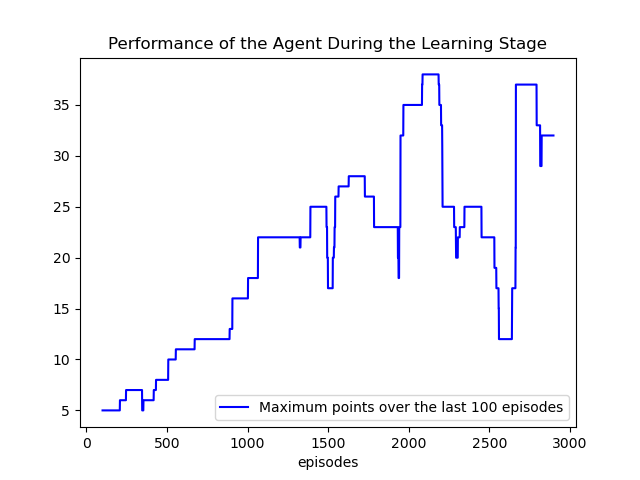 Performance of the Agent During the Learning Stage
35
30
25
20
15
10
5
Maximum points over the last 100 episodes
0 500 1000 1500 2000 2500 3000
episodes